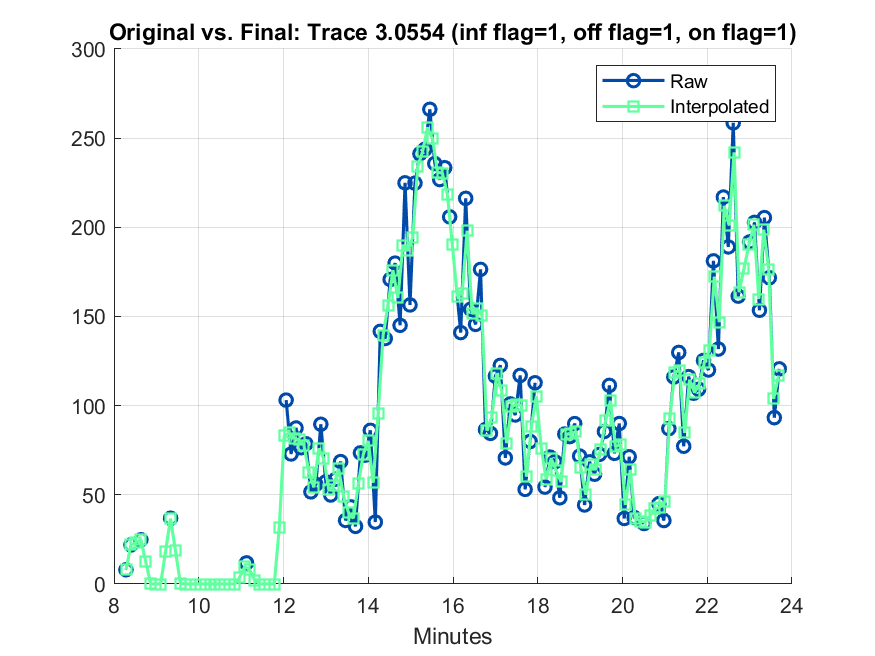 Original vs. Final: Trace 3.0554 (inf flag=1, off flag=1, on flag=1)
300
250
200
150
100
50
0
Raw
Interpolated
8 10 12 14 16 18 20 22 24
Minutes